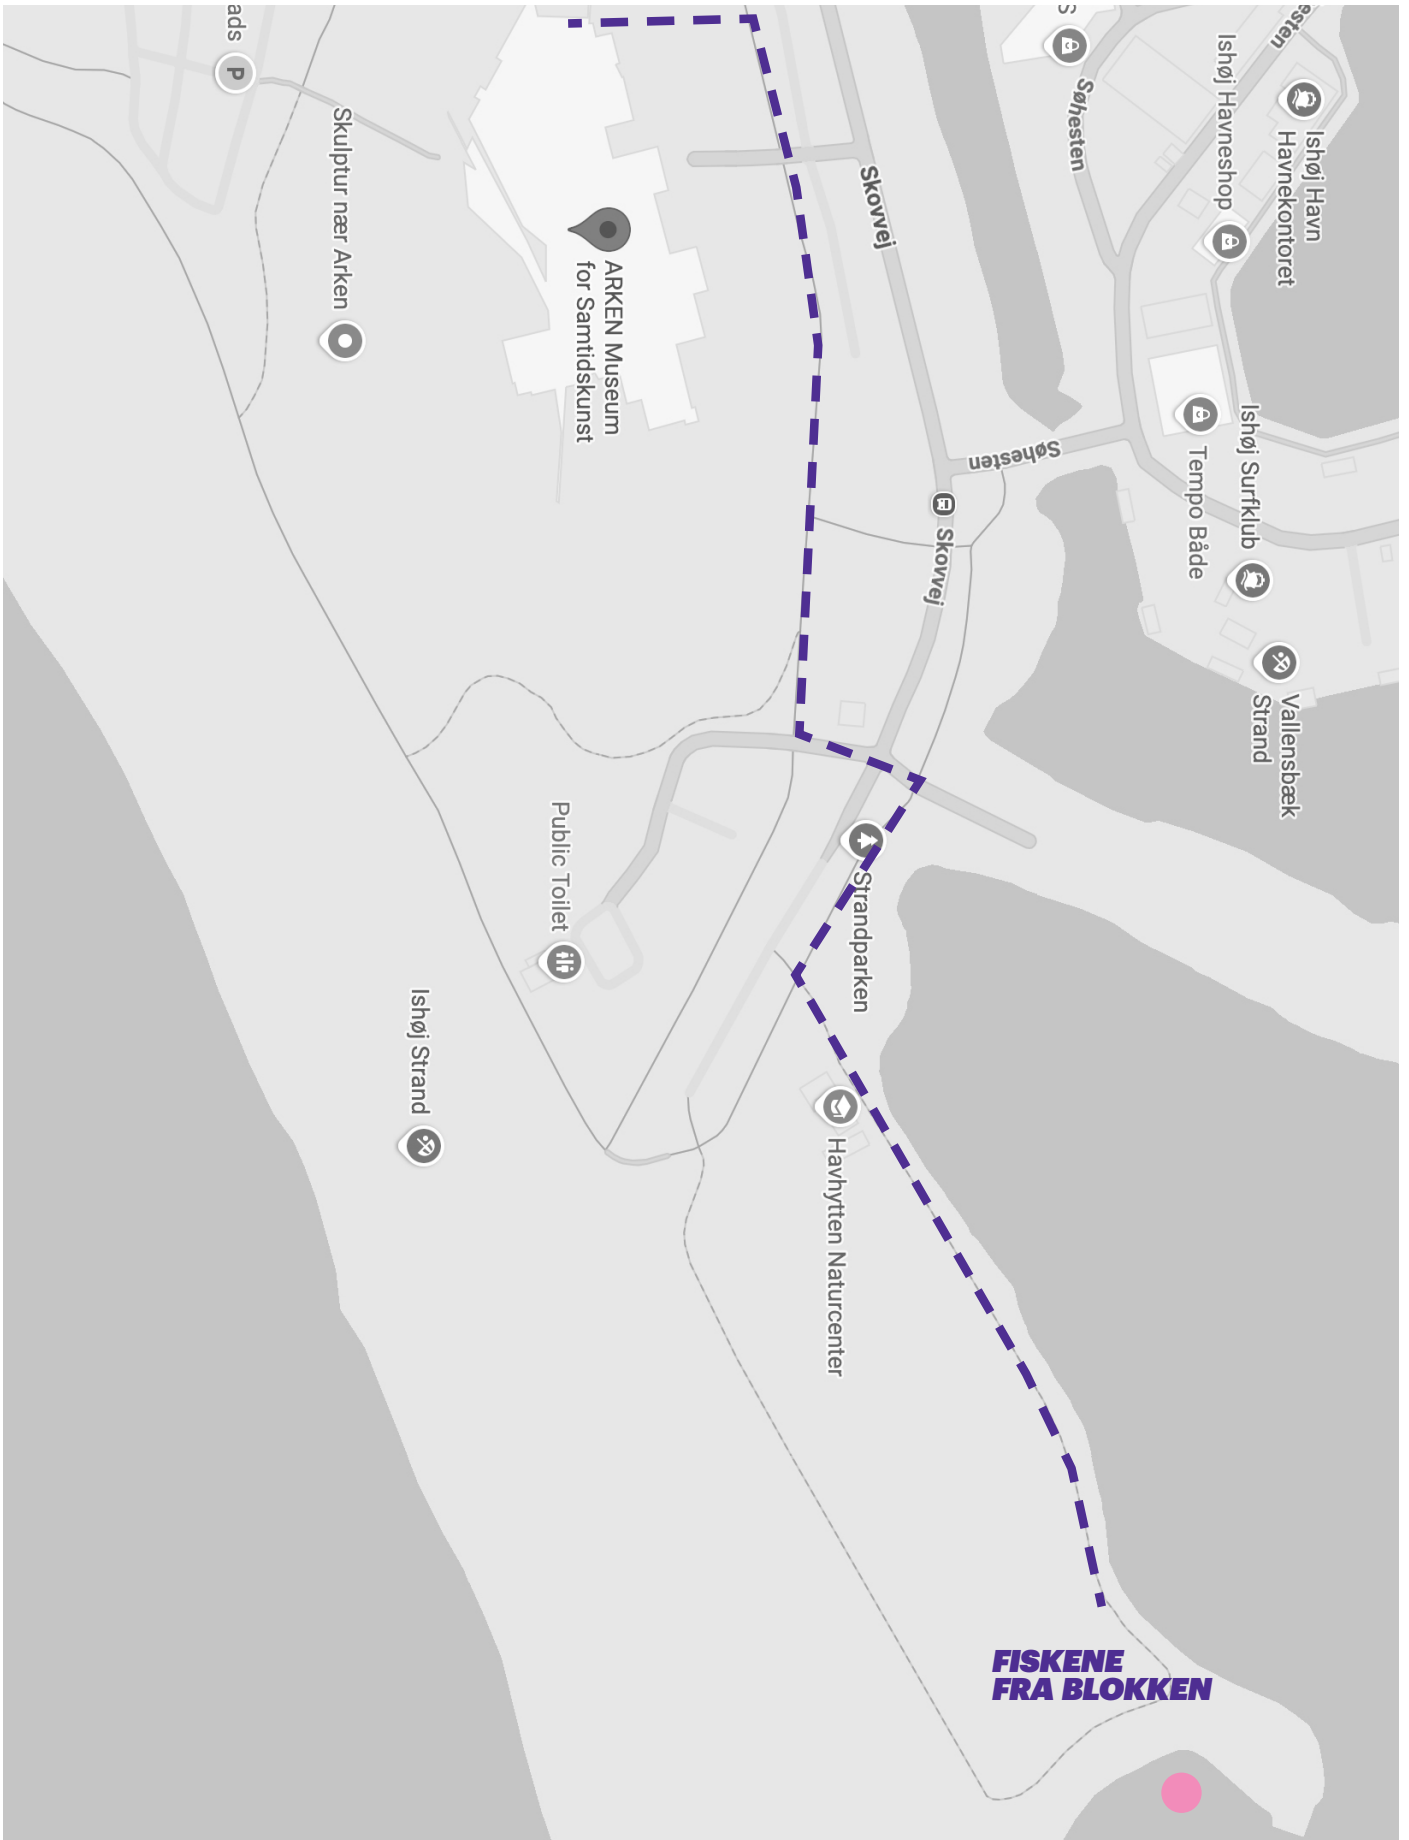 ads
P
Skulptur nær Arken
ARKEN Museum
for Samtidskunst
Skovvej
S
Søhesten
Søhesten
Ishøj Havneshop
Ishøj Havn
Havnekontoret
Søhesten
Tempo Både
Ishøj Surfklub
Skovvej
Vallensbæk
Strand
Strandparken
Public Toilet
Ishøj Strand
Havhytten Naturcenter
FISKENE
FRA BLOKKEN